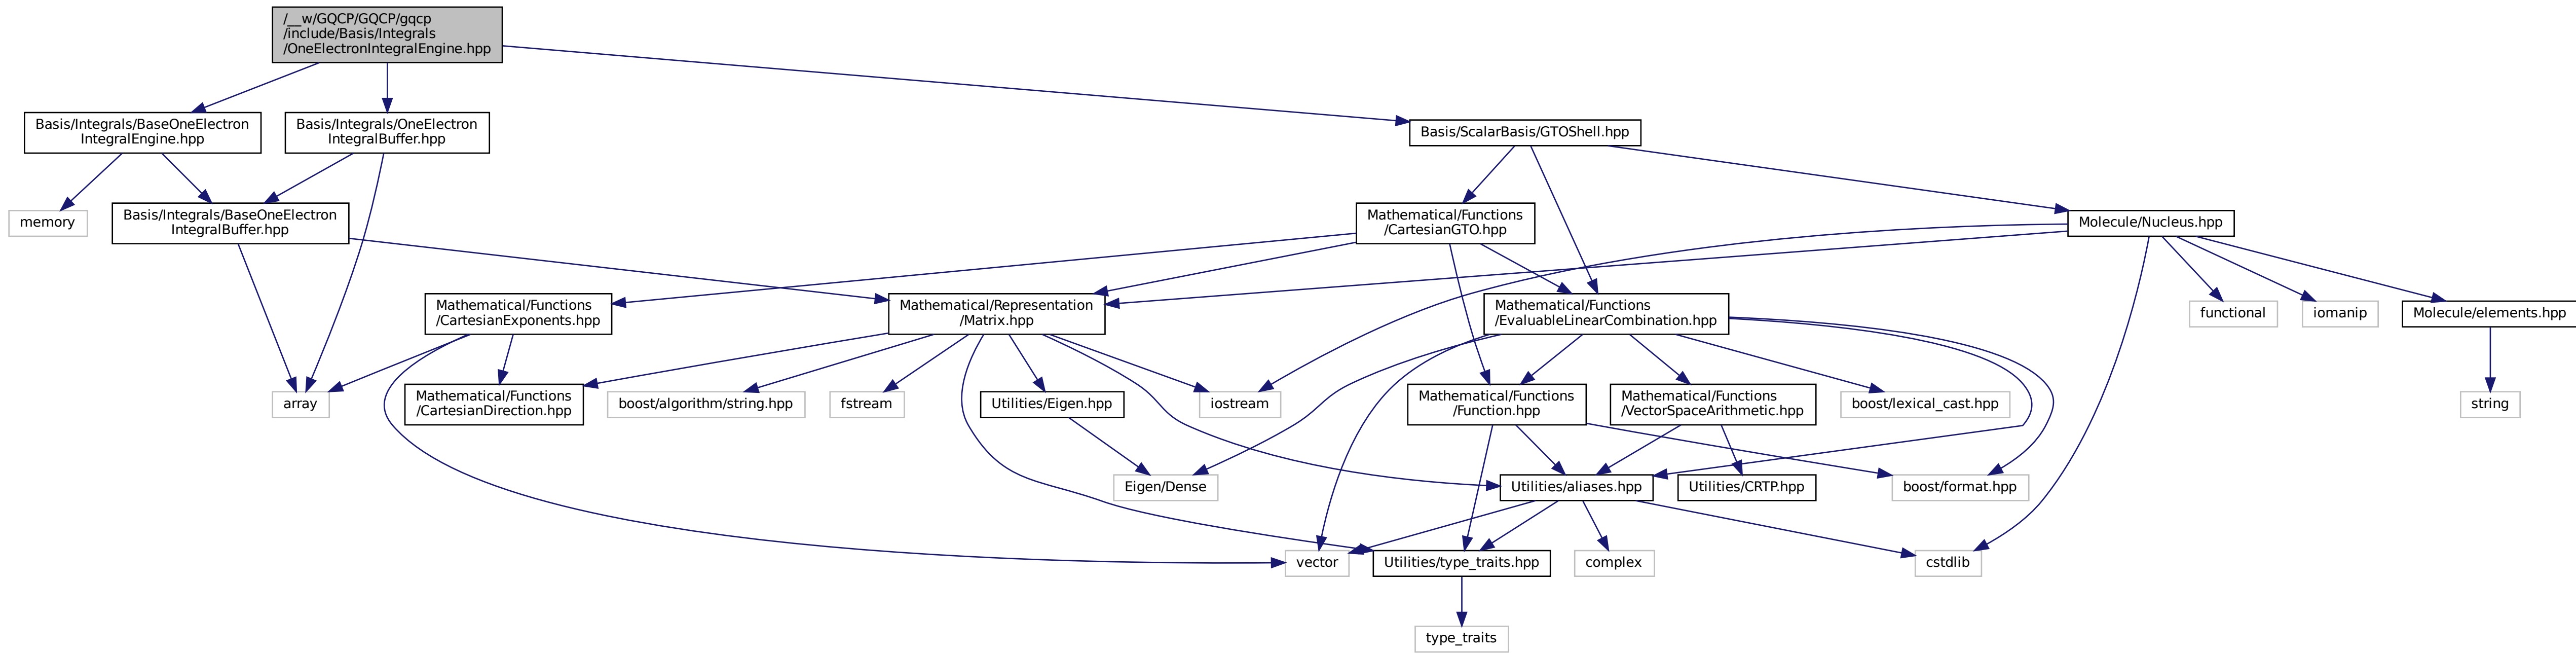 /__w/GQCP/GQCP/gqcp
/include/Basis/Integrals
/OneElectronIntegralEngine.hpp
Basis/Integrals/BaseOneElectron
IntegralEngine.hpp
Basis/Integrals/OneElectron
IntegralBuffer.hpp
Basis/ScalarBasis/GTOShell.hpp
memory
Basis/Integrals/BaseOneElectron
IntegralBuffer.hpp
Mathematical/Functions
/CartesianGTO.hpp
Molecule/Nucleus.hpp
Mathematical/Functions
/CartesianExponents.hpp
Mathematical/Representation
/Matrix.hpp
Mathematical/Functions
/EvaluableLinearCombination.hpp
functional
iomanip
Molecule/elements.hpp
array
Mathematical/Functions
/CartesianDirection.hpp
boost/algorithm/string.hpp
fstream
Utilities/Eigen.hpp
iostream
Mathematical/Functions
/Function.hpp
Mathematical/Functions
/VectorSpaceArithmetic.hpp
boost/lexical_cast.hpp
string
Eigen/Dense
Utilities/aliases.hpp
Utilities/CRTP.hpp
boost/format.hpp
vector
Utilities/type_traits.hpp
complex
cstdlib
type_traits